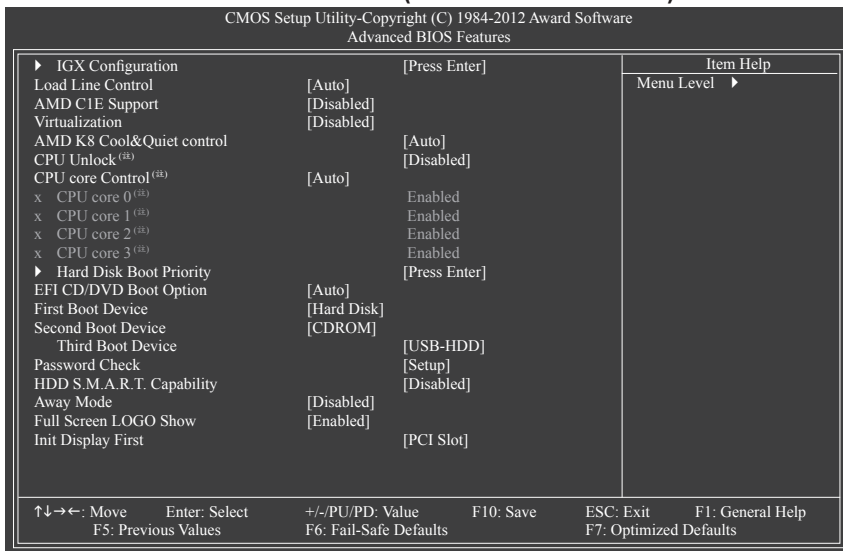 CMOS Setup Utility-Copyright (C) 1984-2012 Award Software
Advanced BIOS Features
▶ IGX Configuration [Press Enter] Item Help
Load Line Control [Auto] Menu Level ▶
AMD C1E Support [Disabled]
Virtualization [Disabled]
AMD K8 Cool&Quiet control [Auto]
CPU Unlock (註) [Disabled]
CPU core Control (註) [Auto]
x CPU core 0 (註) Enabled
x CPU core 1 (註) Enabled
x CPU core 2 (註) Enabled
x CPU core 3 (註) Enabled
▶ Hard Disk Boot Priority [Press Enter]
EFI CD/DVD Boot Option [Auto]
First Boot Device [Hard Disk]
Second Boot Device [CDROM]
Third Boot Device [USB-HDD]
Password Check [Setup]
HDD S.M.A.R.T. Capability [Disabled]
Away Mode [Disabled]
Full Screen LOGO Show [Enabled]
Init Display First [PCI Slot]
↑↓→←: Move Enter: Select +/-/PU/PD: Value F10: Save ESC: Exit F1: General Help
F5: Previous Values F6: Fail-Safe Defaults F7: Optimized Defaults